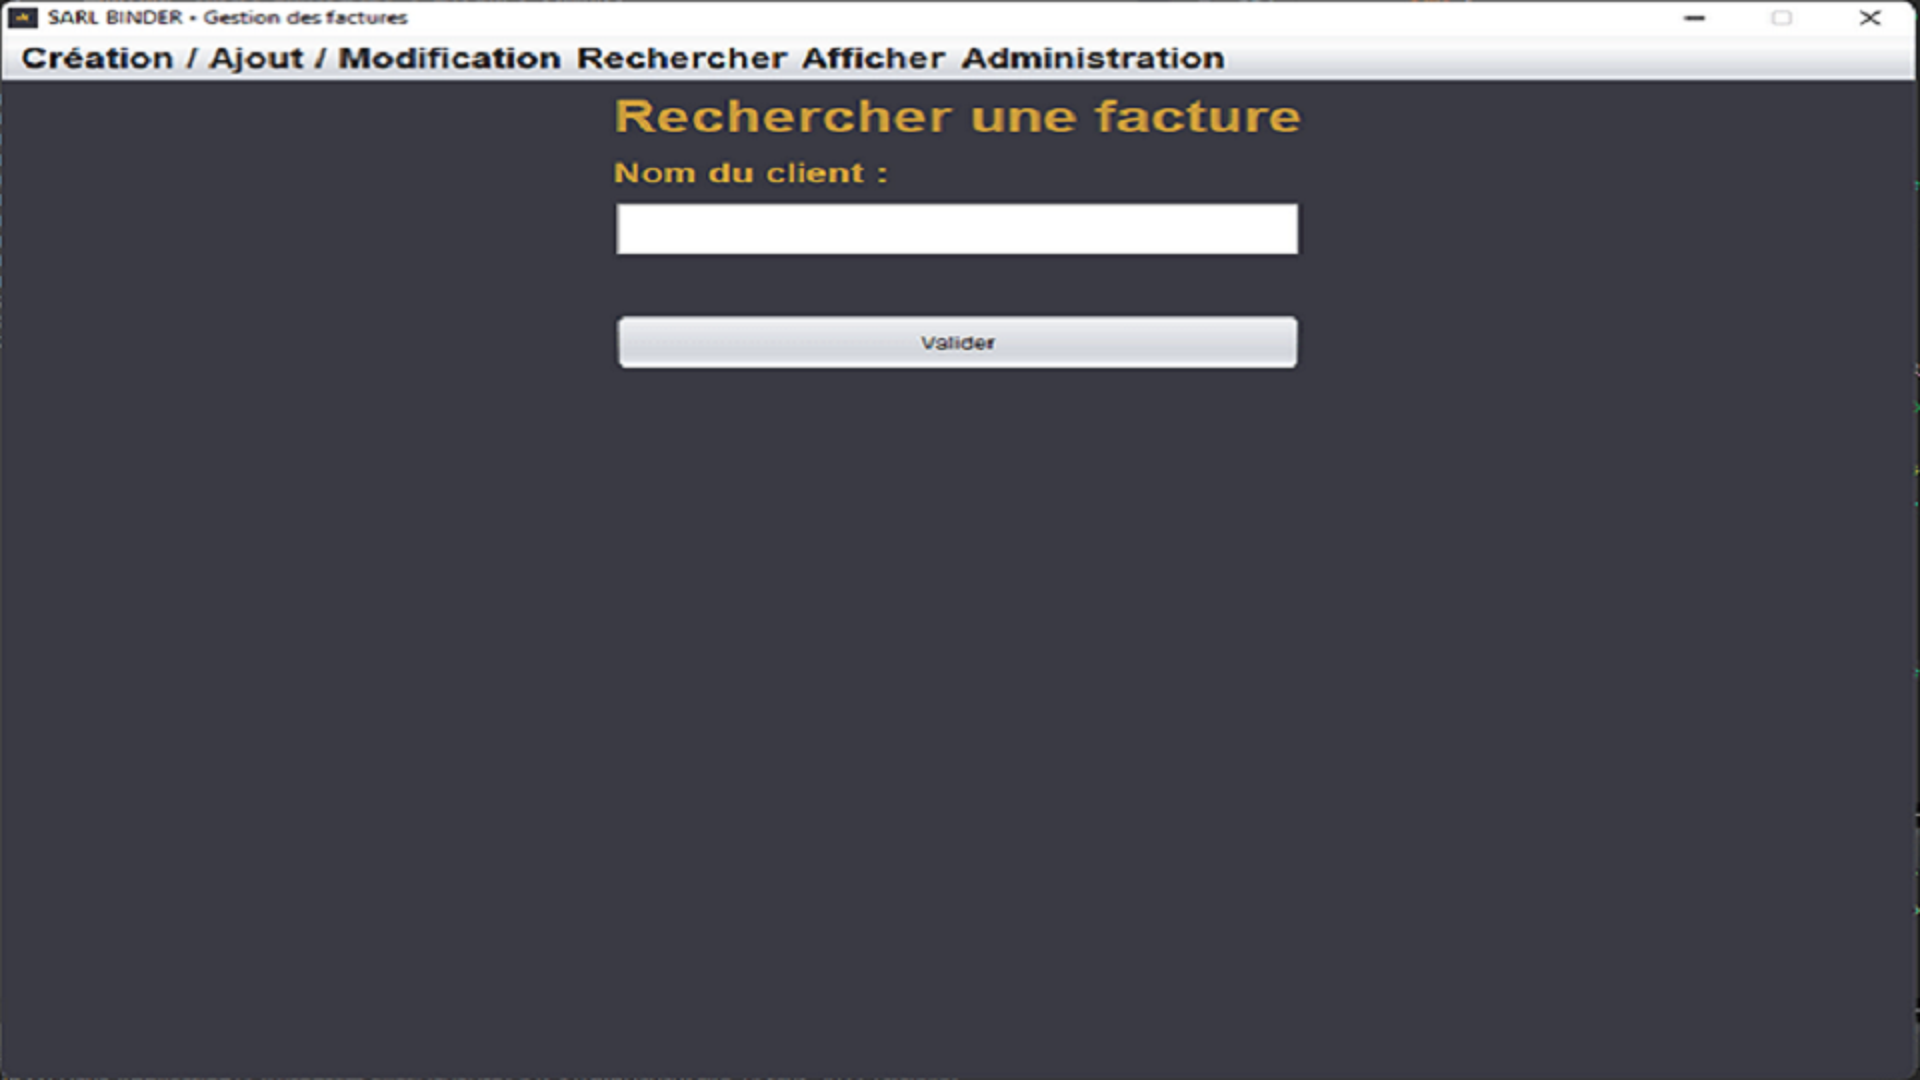 SARL BINDER • Gestion des factures
Création / Ajout / Modification Rechercher Afficher Administration
Rechercher une facture
Nom du client :
Valider